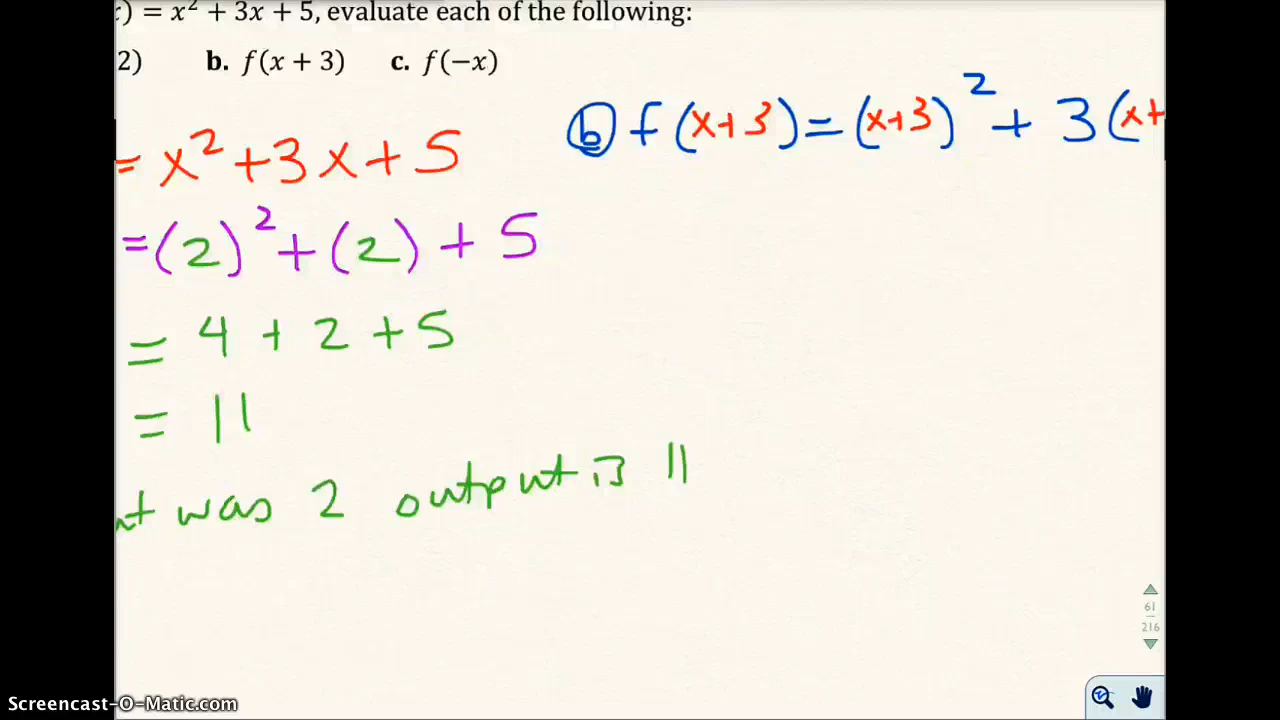 ) = x² + 3x + 5, evaluate each of the following:
2) b. f(x + 3) c. f(−x)
= x² + 3x + 5
ⓑ f(x+3) = (x+3)² + 3(x+
= (2)² + (2) + 5
= 4 + 2 + 5
= 11
was 2 output is 11
61
216
Screencast-O-Matic.com